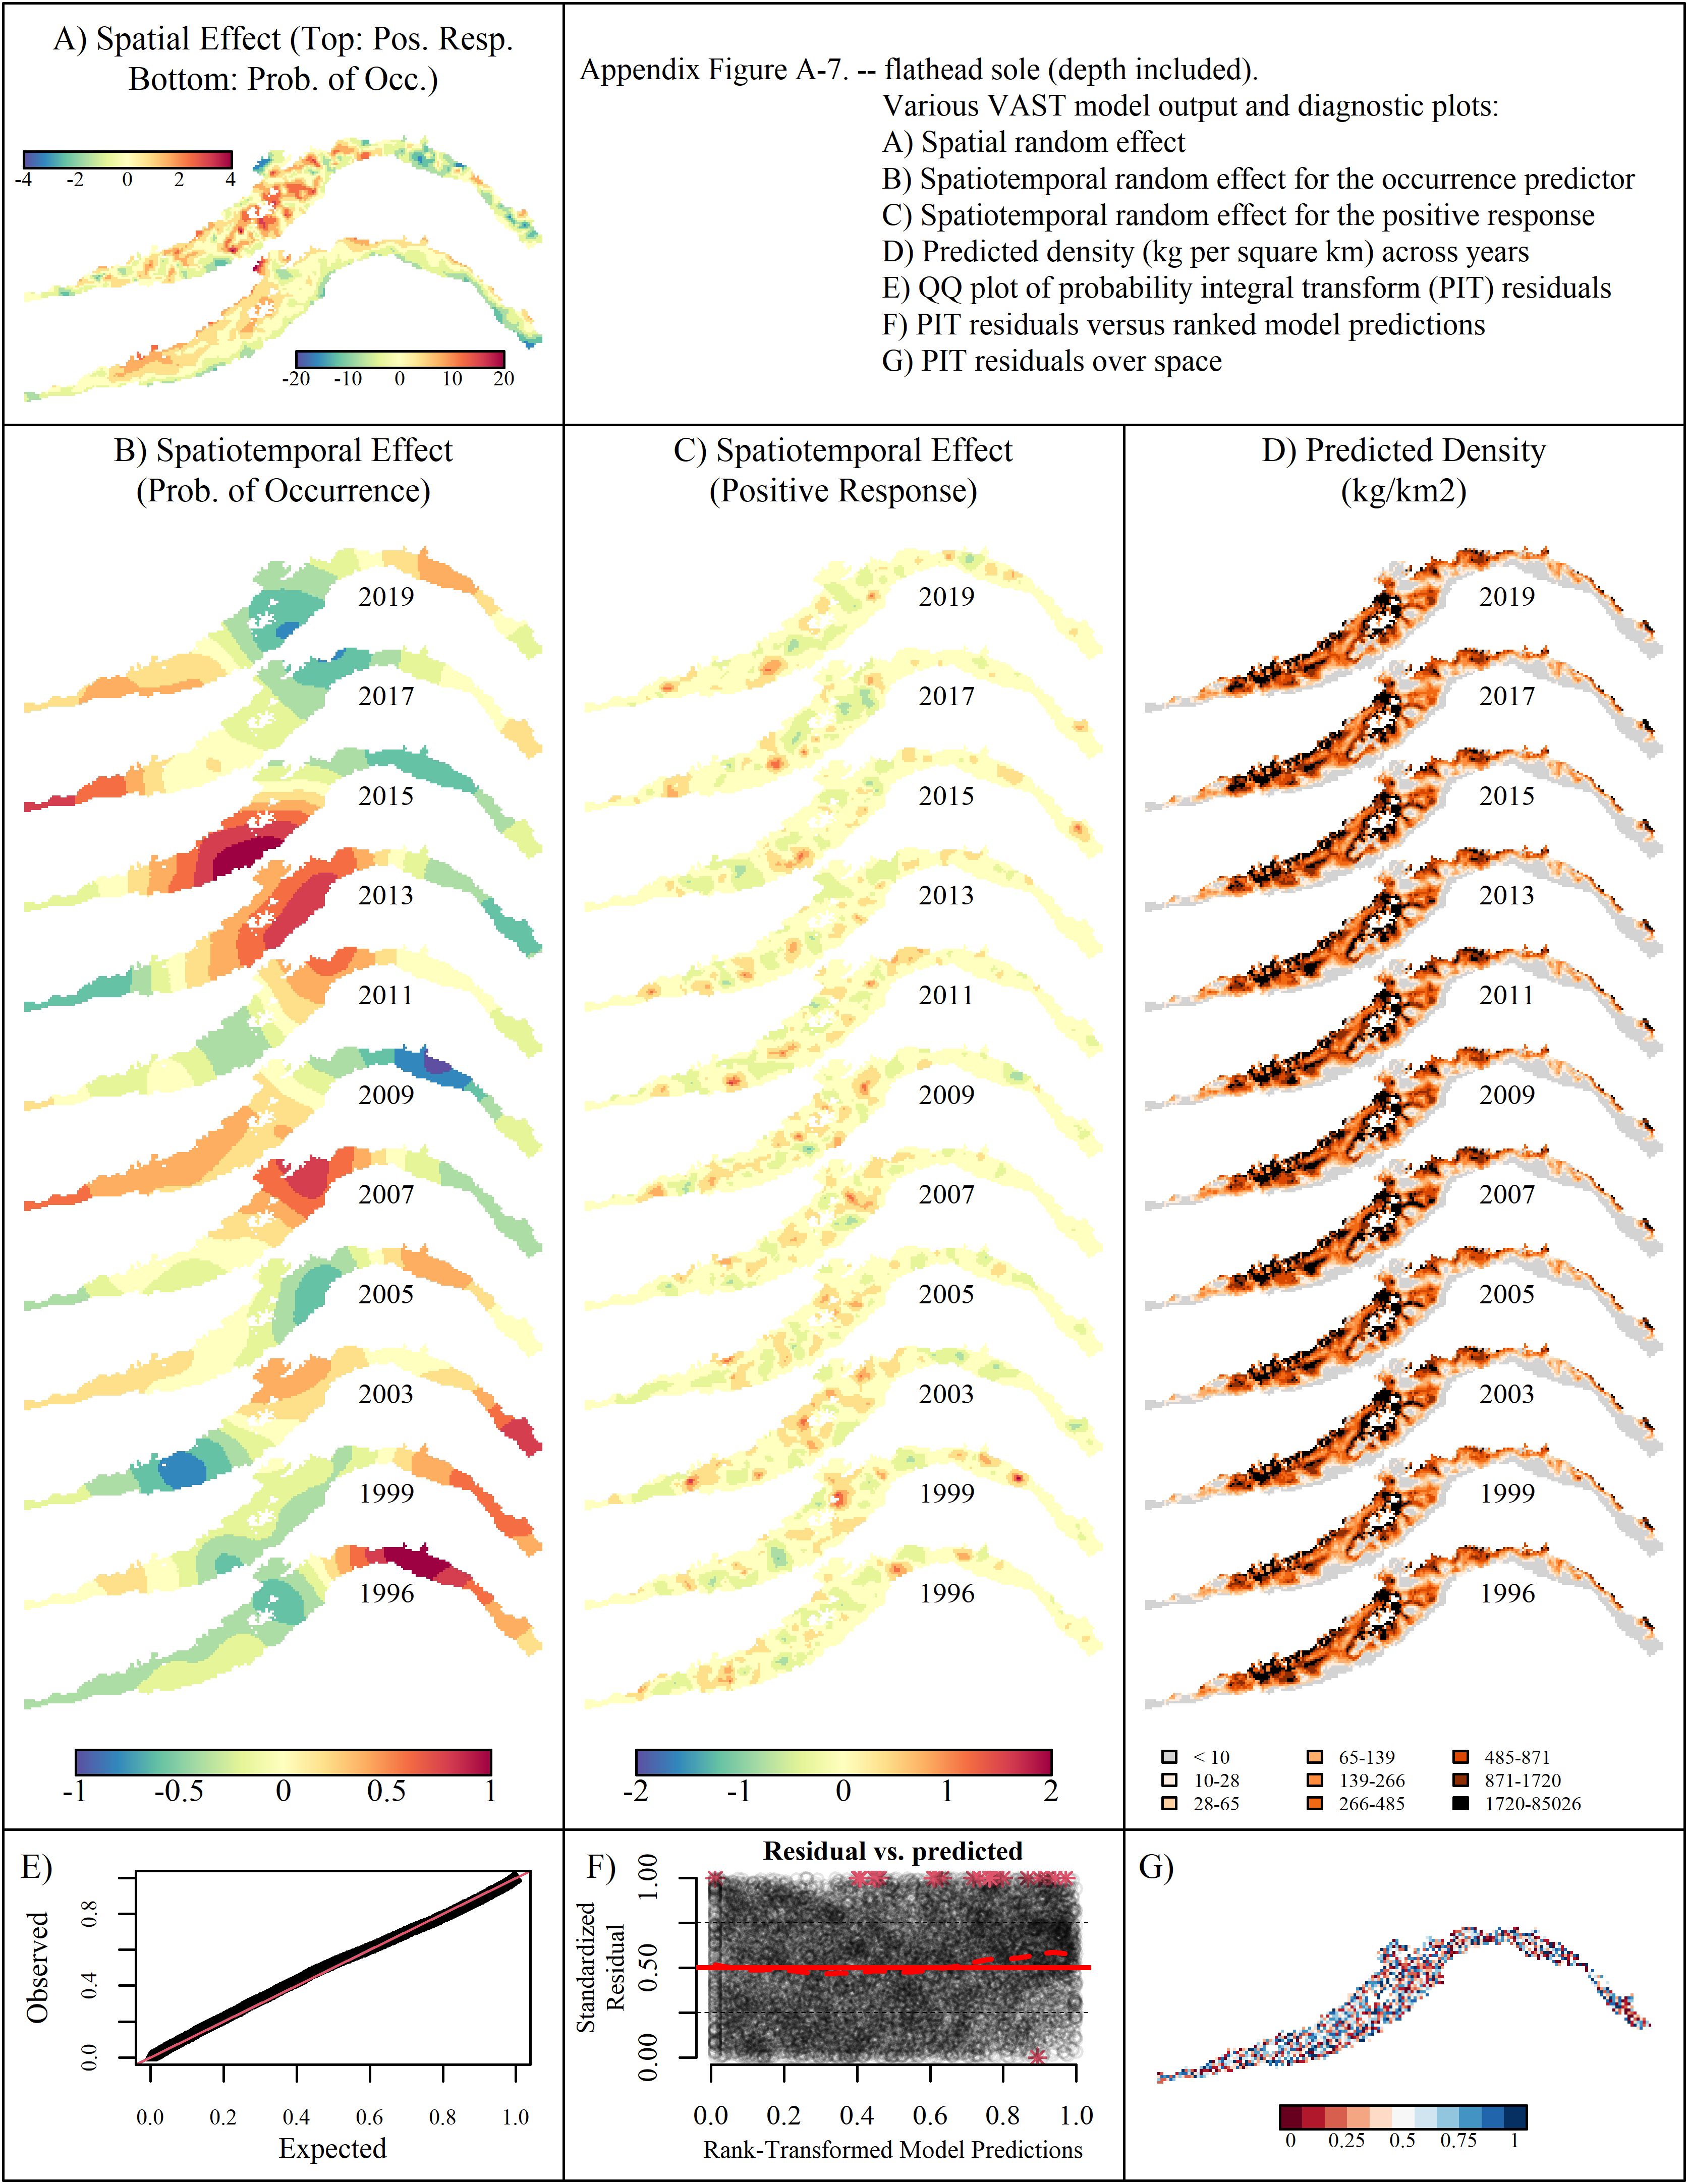 A) Spatial Effect (Top: Pos. Resp.
Bottom: Prob. of Occ.)
-4 -2 0 2 4
-20 -10 0 10 20
Appendix Figure A-7. -- flathead sole (depth included).
Various VAST model output and diagnostic plots:
A) Spatial random effect
B) Spatiotemporal random effect for the occurrence predictor
C) Spatiotemporal random effect for the positive response
D) Predicted density (kg per square km) across years
E) QQ plot of probability integral transform (PIT) residuals
F) PIT residuals versus ranked model predictions
G) PIT residuals over space
B) Spatiotemporal Effect
(Prob. of Occurrence)
2019
2017
2015
2013
2011
2009
2007
2005
2003
1999
1996
-1 -0.5 0 0.5 1
C) Spatiotemporal Effect
(Positive Response)
2019
2017
2015
2013
2011
2009
2007
2005
2003
1999
1996
-2 -1 0 1 2
D) Predicted Density
(kg/km2)
2019
2017
2015
2013
2011
2009
2007
2005
2003
1999
1996
< 10 65-139 485-871
10-28 139-266 871-1720
28-65 266-485 1720-85026
E)
Observed
0.8
0.4
0.0
0.0 0.2 0.4 0.6 0.8 1.0
Expected
F)
Residual vs. predicted
Standardized
Residual
1.00
0.50
0.00
0.0 0.2 0.4 0.6 0.8 1.0
Rank-Transformed Model Predictions
G)
0 0.25 0.5 0.75 1